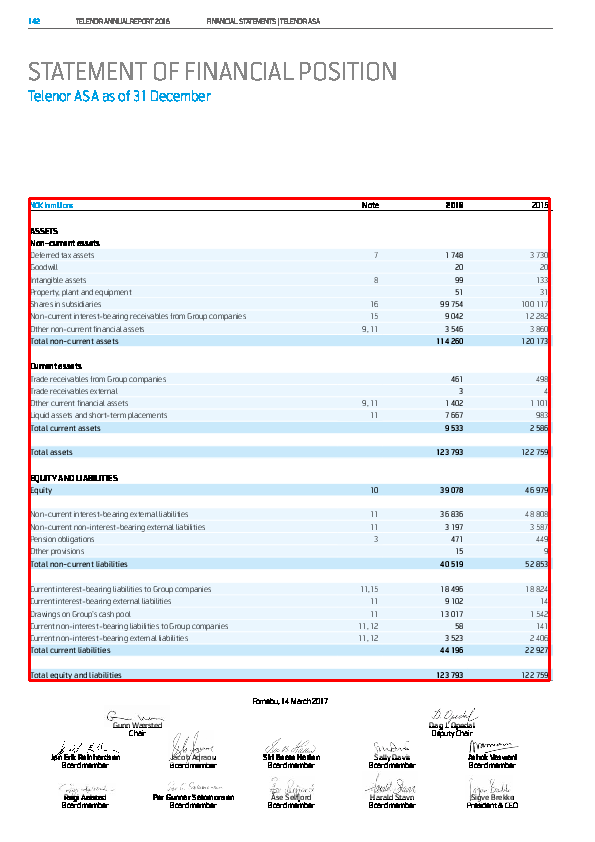 142 TELENOR ANNUAL REPORT 2016 FINANCIAL STATEMENTS | TELENOR ASA
STATEMENT OF FINANCIAL POSITION
Telenor ASA as of 31 December
NOK in millions Note 2016 2015
ASSETS
Non-current assets
Deferred tax assets 7 1 748 3 730
Goodwill 20 20
Intangible assets 8 99 133
Property, plant and equipment 51 31
Shares in subsidiaries 16 99 754 100 117
Non-current interest-bearing receivables from Group companies 15 9 042 12 282
Other non-current financial assets 9, 11 3 546 3 860
Total non-current assets 114 260 120 173
Current assets
Trade receivables from Group companies 461 498
Trade receivables external 3 4
Other current financial assets 9, 11 1 402 1 101
Liquid assets and short-term placements 11 7 667 983
Total current assets 9 533 2 586
Total assets 123 793 122 759
EQUITY AND LIABILITIES
Equity 10 39 078 46 979
Non-current interest-bearing external liabilities 11 36 836 48 808
Non-current non-interest-bearing external liabilities 11 3 197 3 587
Pension obligations 3 471 449
Other provisions 15 9
Total non-current liabilities 40 519 52 853
Current interest-bearing liabilities to Group companies 11,15 18 496 18 824
Current interest-bearing external liabilities 11 9 102 14
Drawings on Group's cash pool 11 13 017 1 542
Current non-interest-bearing liabilities to Group companies 11, 12 58 141
Current non-interest-bearing external liabilities 11, 12 3 523 2 406
Total current liabilities 44 196 22 927
Total equity and liabilities 123 793 122 759
Fornebu, 14 March 2017
Gunn Wærsted Dag J. Opedal
Chair Deputy Chair
Jon Erik Reinhardsen Jacob Agraou Siri Beate Hatlen Sally Davis Ashok Vaswani
Board member Board member Board member Board member Board member
Regi Aalstad Per Gunnar Salomonsen Åse Selfjord Harald Stavn Sigve Brekke
Board member Board member Board member Board member President & CEO